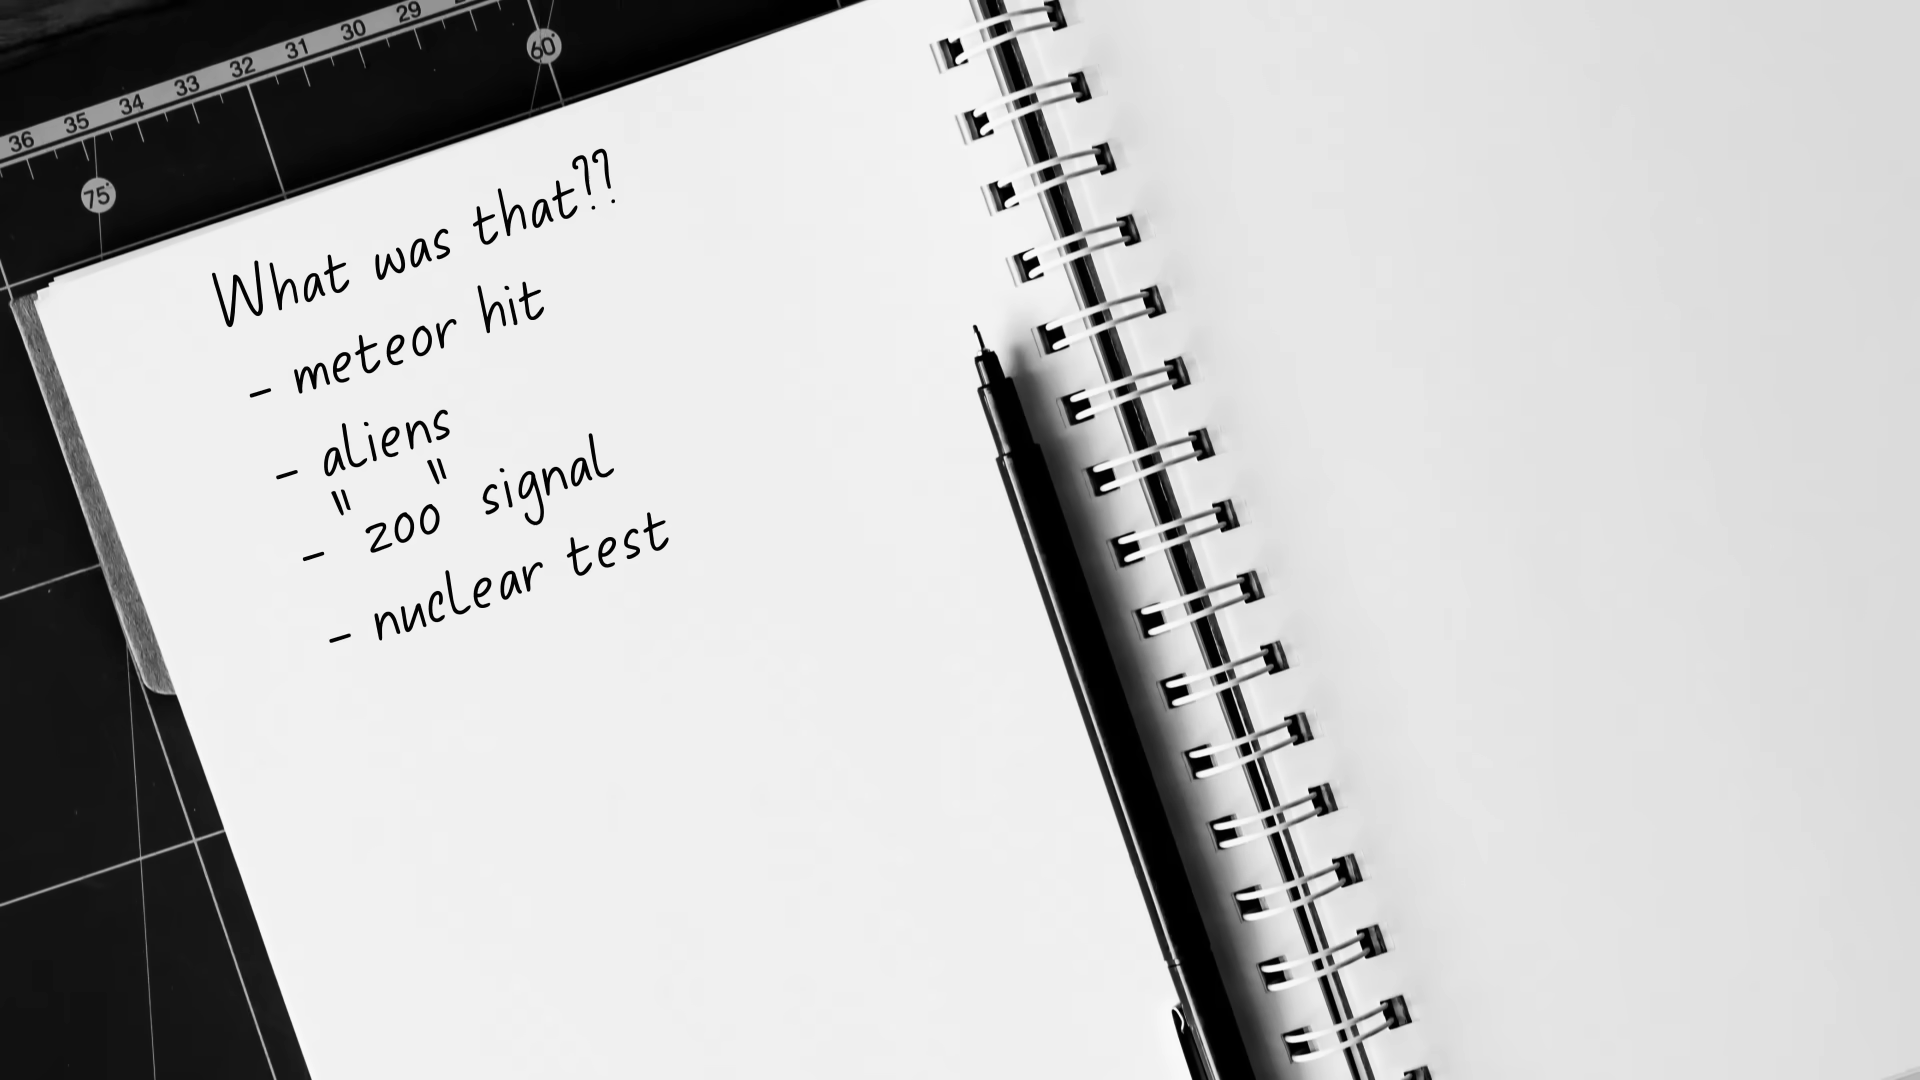 36 35 34 33 32 31 30 29
60°
75°
What was that??
- meteor hit
- aliens
- "zoo" signal
- nuclear test